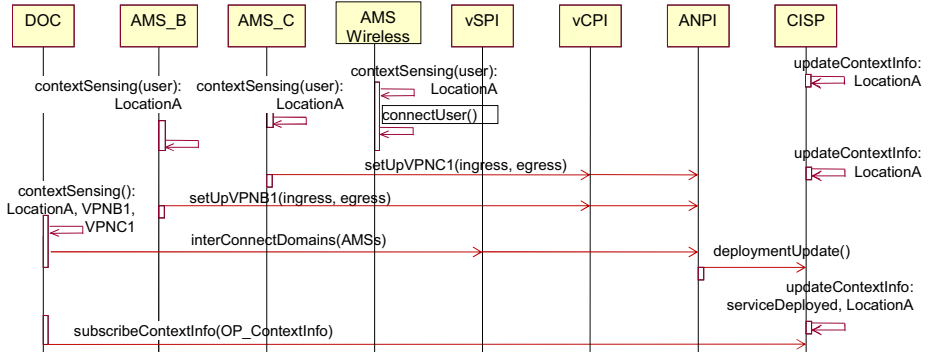 DOC
AMS_B
AMS_C
AMS
Wireless
vSPI
vCPI
ANPI
CISP
contextSensing(user):
LocationA
contextSensing(user):
LocationA
contextSensing(user):
LocationA
connectUser()
updateContextInfo:
LocationA
setUpVPNC1(ingress, egress)
updateContextInfo:
LocationA
contextSensing():
LocationA, VPNB1,
VPNC1
setUpVPNB1(ingress, egress)
interConnectDomains(AMSs)
deploymentUpdate()
updateContextInfo:
serviceDeployed, LocationA
subscribeContextInfo(OP_ContextInfo)